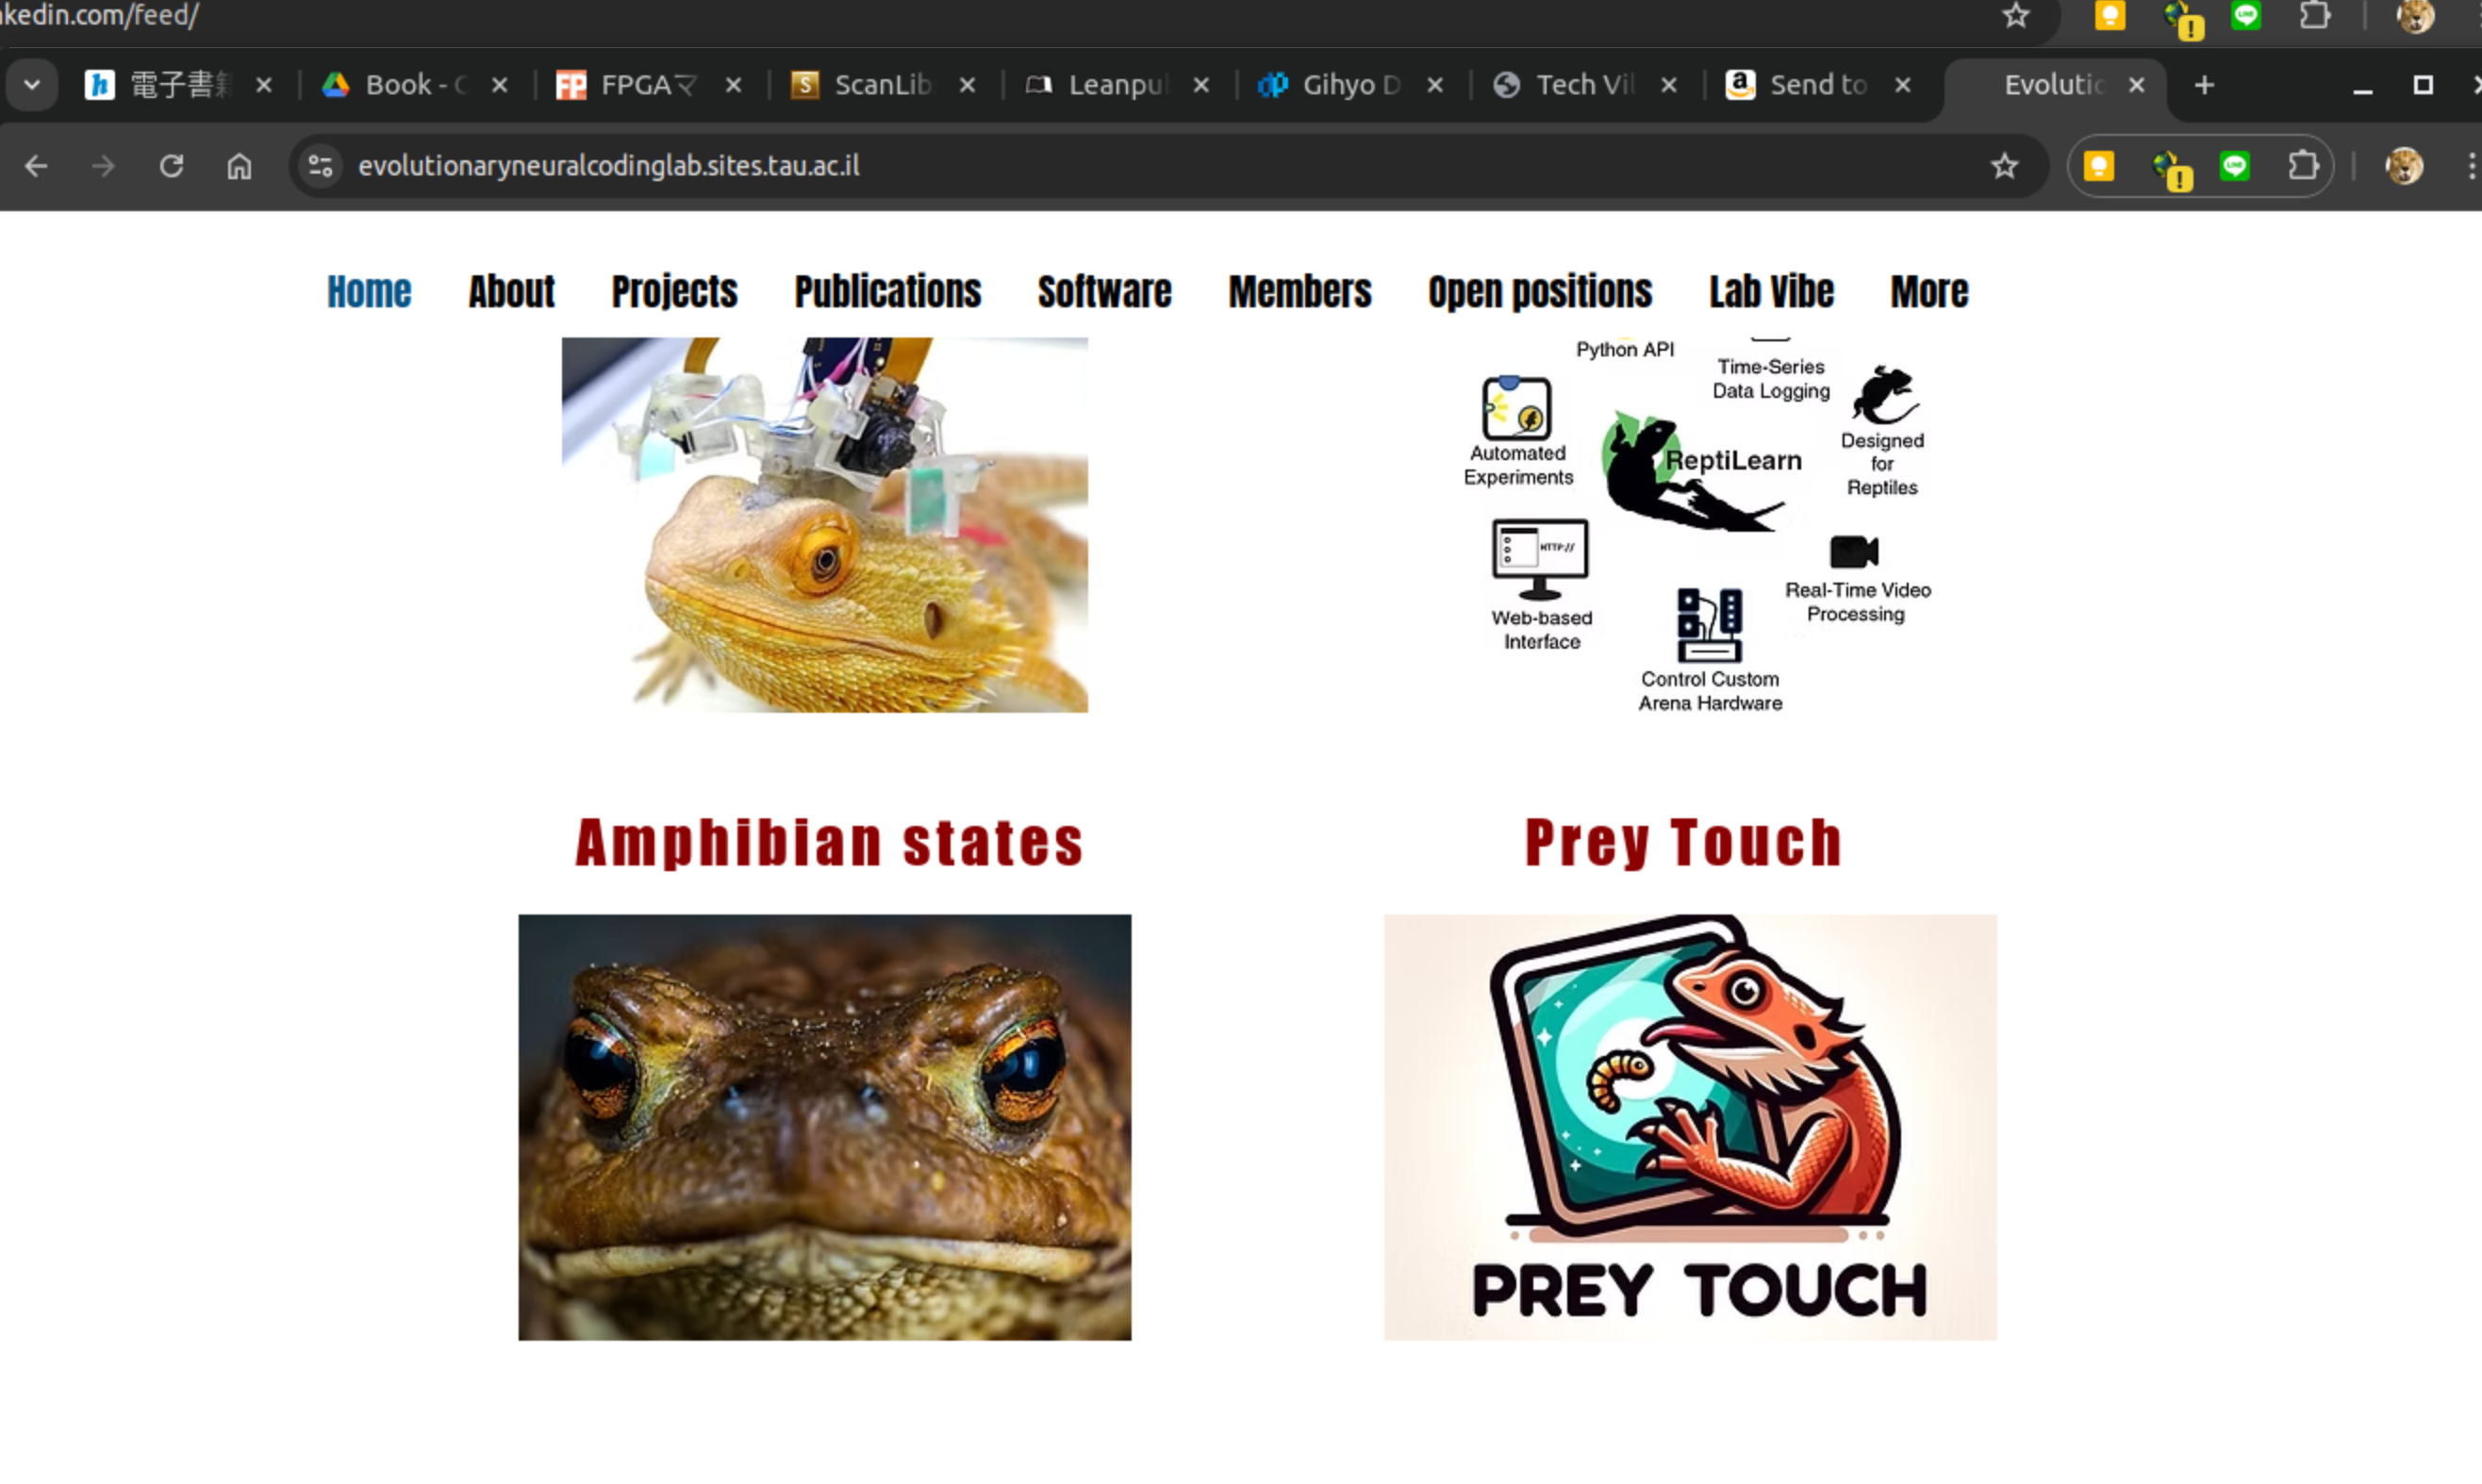 kedin.com/feed/
電子書
Book -
FPGAマ
ScanLib
Leanpu
Gihyo D
Tech Vil
Send to
Evolutic
evolutionaryneuralcodinglab.sites.tau.ac.il
Home About Projects Publications Software Members Open positions Lab Vibe More
Python API
Time-Series
Data Logging
Automated
Experiments
ReptiLearn
Designed
for
Reptiles
HTTP://
Web-based
Interface
Real-Time Video
Processing
Control Custom
Arena Hardware
Amphibian states
Prey Touch
PREY TOUCH